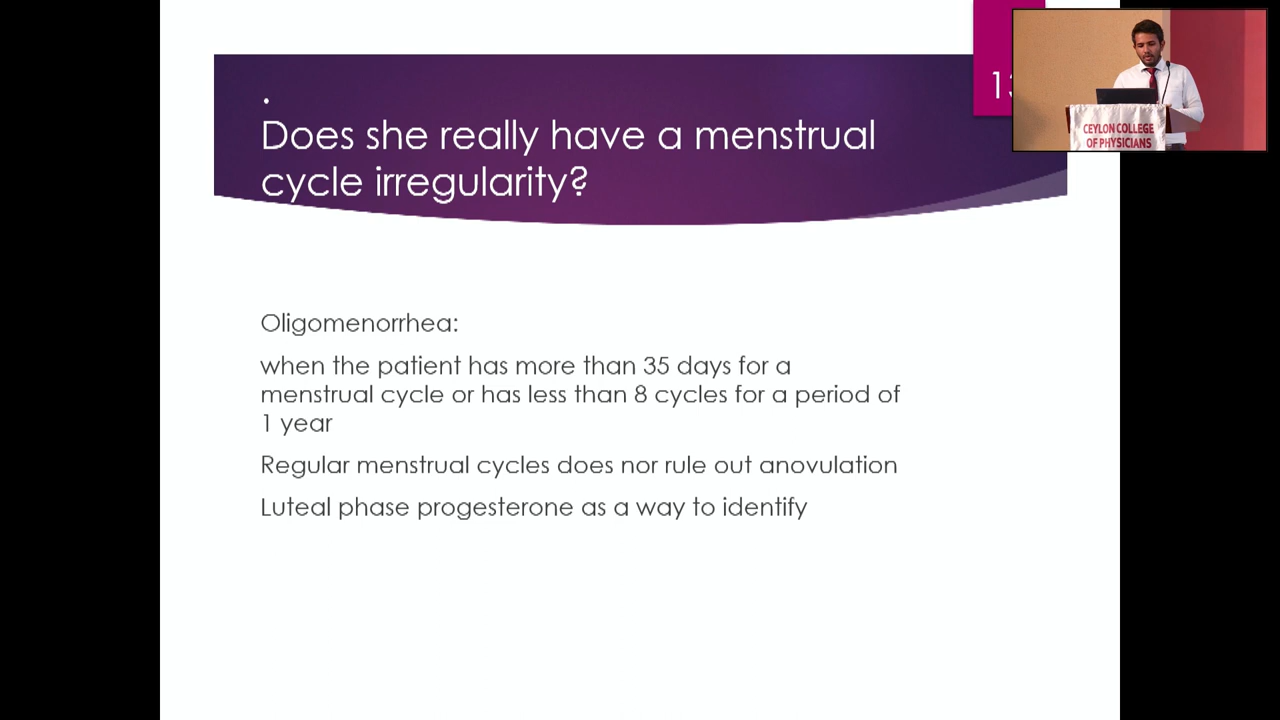 .
Does she really have a menstrual
cycle irregularity?
Oligomenorrhea:
when the patient has more than 35 days for a
menstrual cycle or has less than 8 cycles for a period of
1 year
Regular menstrual cycles does nor rule out anovulation
Luteal phase progesterone as a way to identify
CEYLON COLLEGE
OF PHYSICIANS